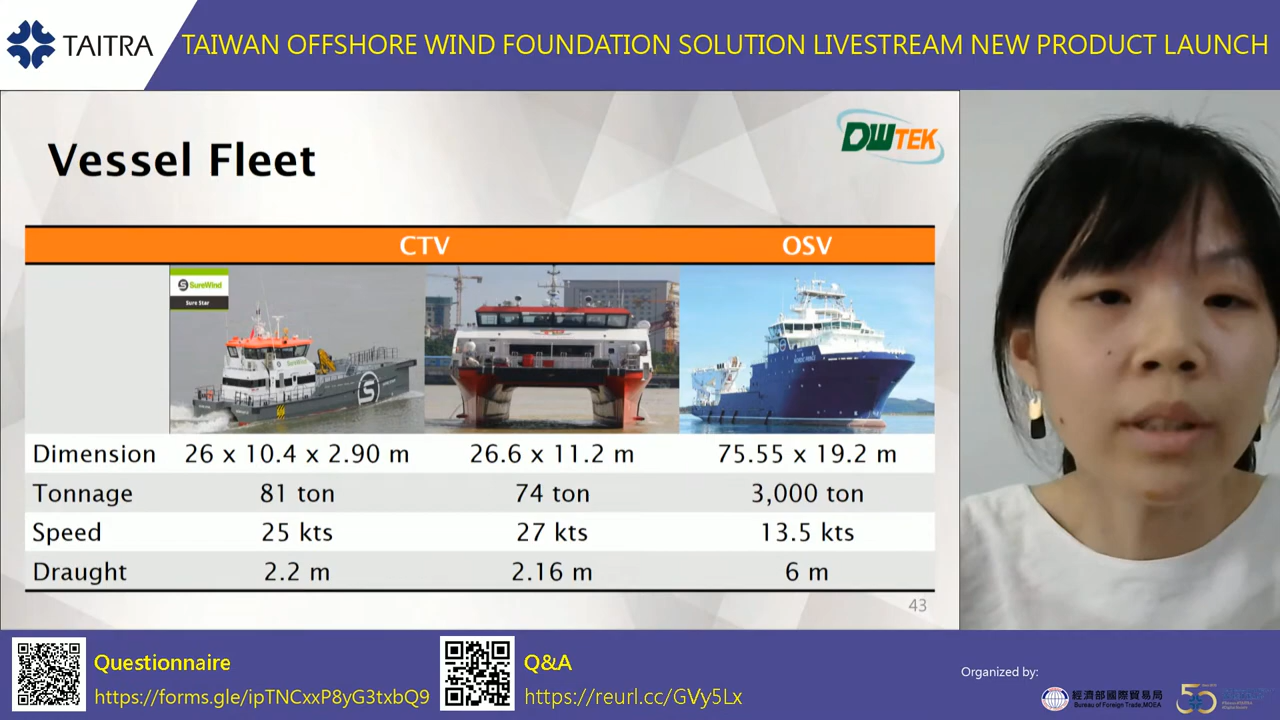 TAITRA
TAIWAN OFFSHORE WIND FOUNDATION SOLUTION LIVESTREAM NEW PRODUCT LAUNCH
DWTEK
Vessel Fleet
CTV OSV
SureWind
Sure Star
SureWind
Dimension 26 x 10.4 x 2.90 m 26.6 x 11.2 m 75.55 x 19.2 m
Tonnage 81 ton 74 ton 3,000 ton
Speed 25 kts 27 kts 13.5 kts
Draught 2.2 m 2.16 m 6 m
43
Questionnaire
https://forms.gle/ipTNCxxP8yG3txbQ9
Q&A
https://reurl.cc/GVy5Lx
Organized by:
經濟部國際貿易局
Bureau of Foreign Trade,MOEA